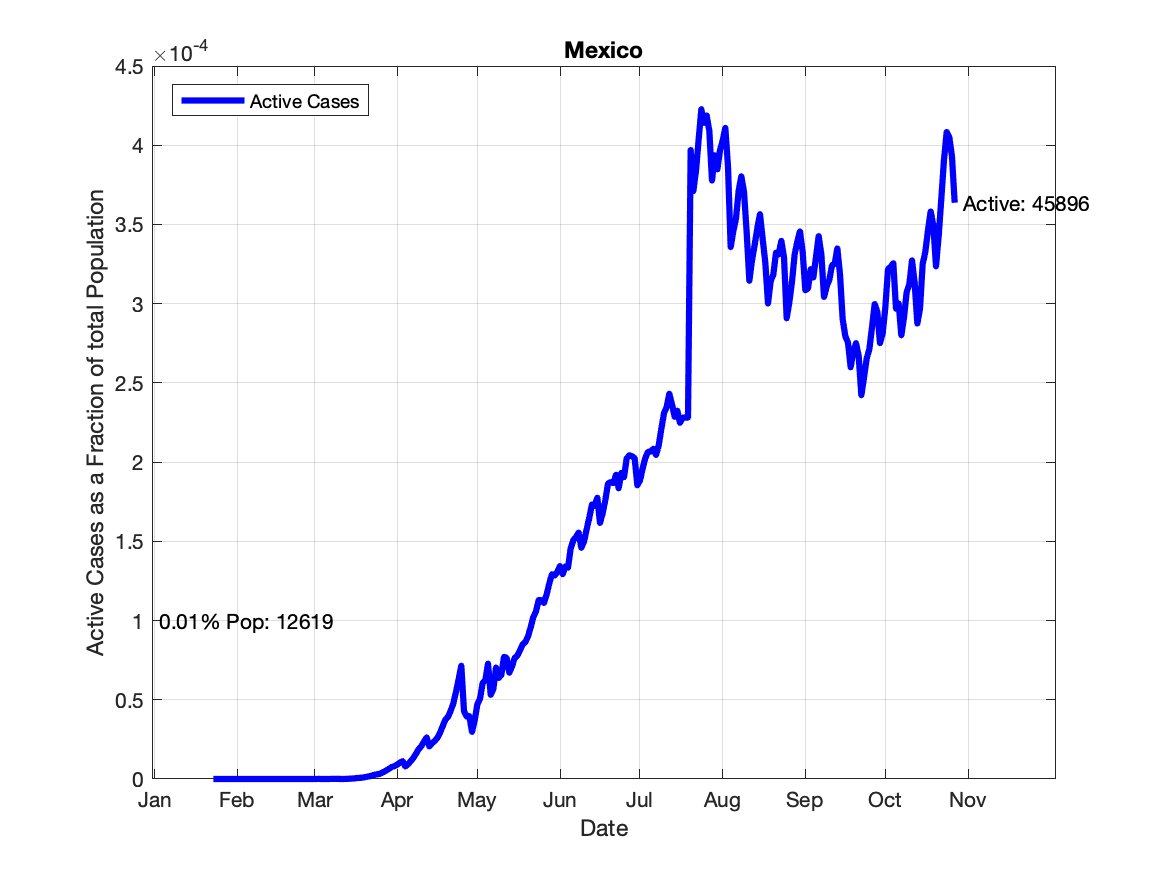 Mexico
×10-4
4.5
4
3.5
3
2.5
2
1.5
1
0.5
0
Active Cases as a Fraction of total Population
Active Cases
Active: 45896
0.01% Pop: 12619
Jan Feb Mar Apr May Jun Jul Aug Sep Oct Nov
Date